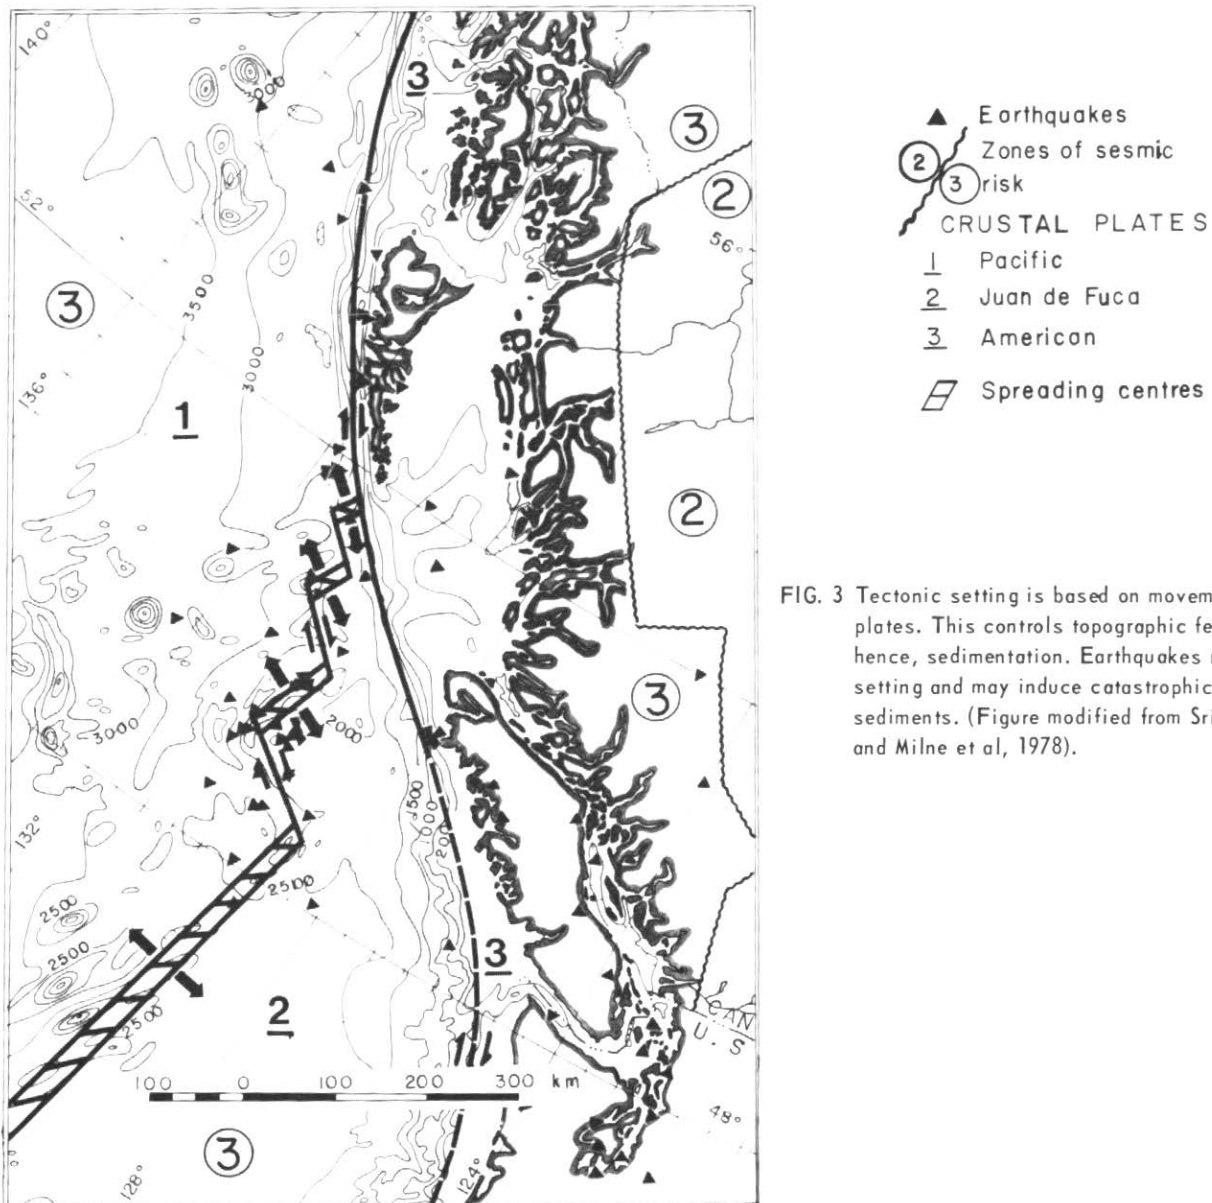 140°
3000
3
3
2
56°
52°
3500
3
3000
136°
1
2
3
3000
2000
1500
1000
200
132°
2500
2500
2500
2500
3
2
CAN
U.S
100 0 100 200 300 km
48°
3
128°
124°
Earthquakes
2 Zones of sesmic
3 risk
CRUSTAL PLATES
1 Pacific
2 Juan de Fuca
3 American
Spreading centres
FIG. 3 Tectonic setting is based on movem
plates. This controls topographic fe
hence, sedimentation. Earthquakes
setting and may induce catastrophic
sediments. (Figure modified from Sri
and Milne et al, 1978).